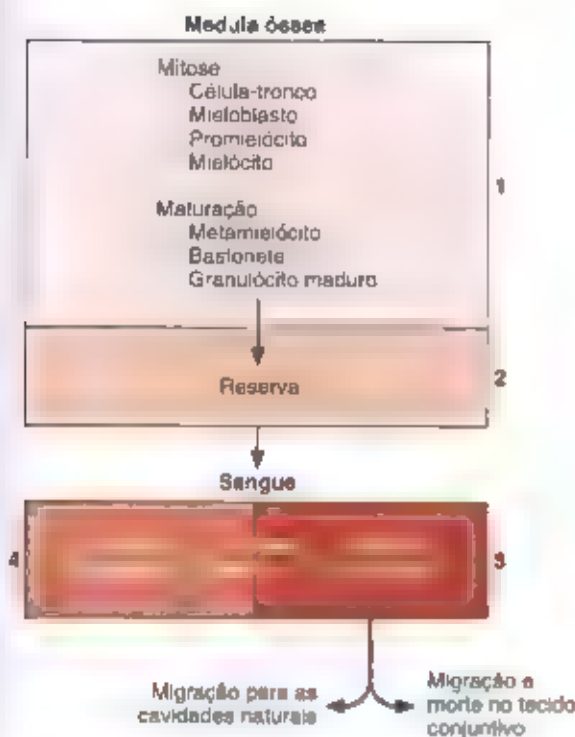 Medula óssea
Mitose
Célula-tronco
Mieloblasto
Promielócito
Mielócito
1
Maturação
Metamielócito
Bastonete
Granulócito maduro
Reserva
2
Sangue
4
3
Migração para as
cavidades naturais
Migração e
morte no tecido
conjuntivo